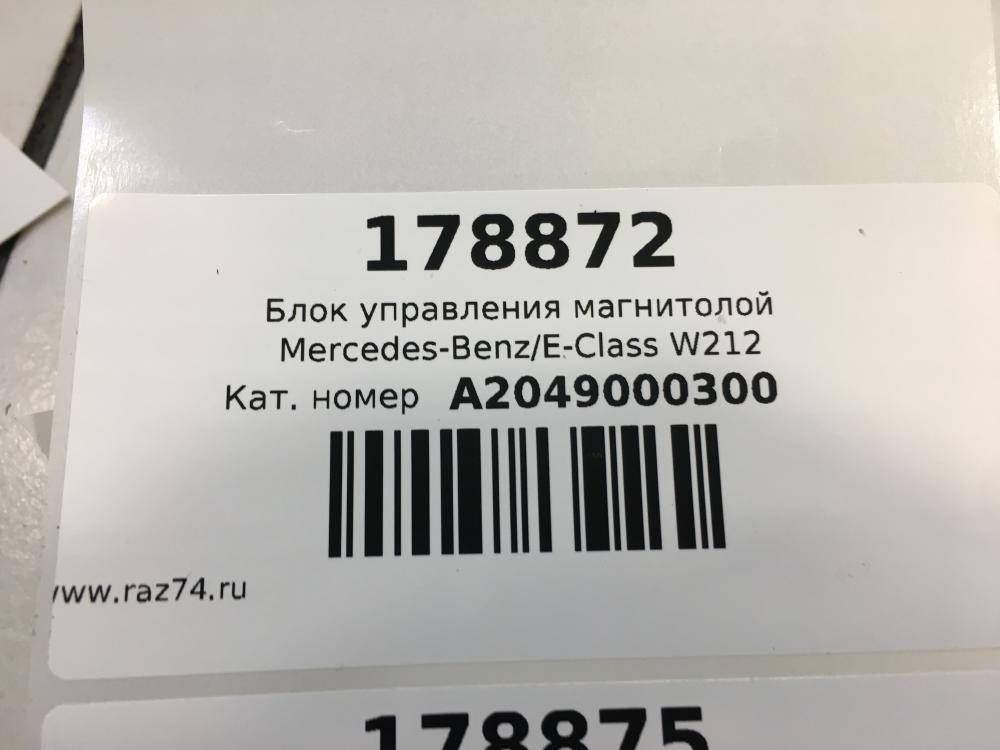 178872
Блок управления магнитолой
Mercedes-Benz/E-Class W212
Кат. номер A2049000300
www.raz74.ru
178875